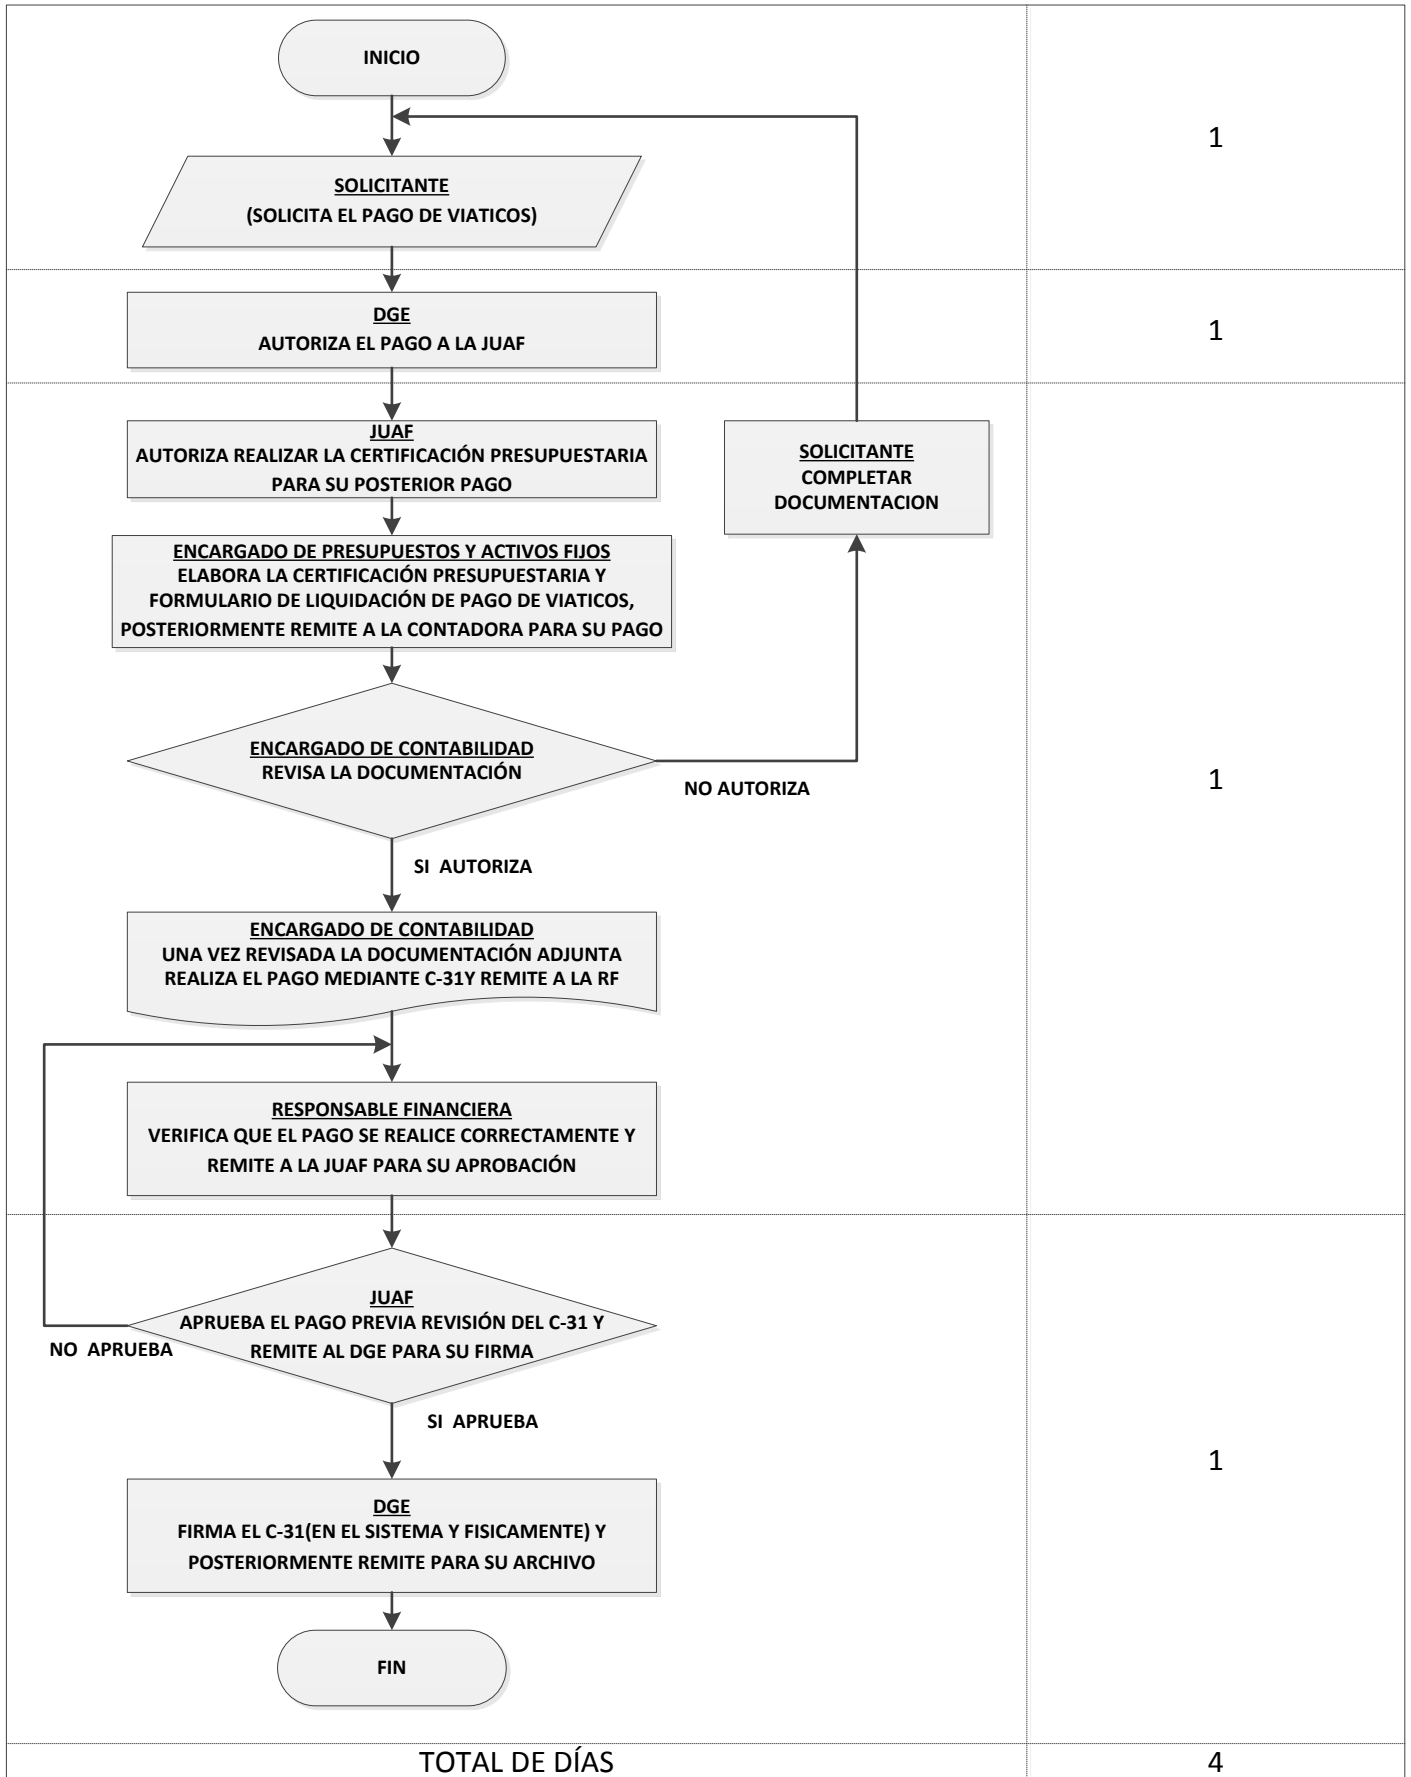 INICIO
1
SOLICITANTE
(SOLICITA EL PAGO DE VIATICOS)
DGE
AUTORIZA EL PAGO A LA JUAF
1
JUAF
AUTORIZA REALIZAR LA CERTIFICACIÓN PRESUPUESTARIA
PARA SU POSTERIOR PAGO
SOLICITANTE
COMPLETAR
DOCUMENTACION
ENCARGADO DE PRESUPUESTOS Y ACTIVOS FIJOS
ELABORA LA CERTIFICACIÓN PRESUPUESTARIA Y
FORMULARIO DE LIQUIDACIÓN DE PAGO DE VIATICOS,
POSTERIORMENTE REMITE A LA CONTADORA PARA SU PAGO
ENCARGADO DE CONTABILIDAD
REVISA LA DOCUMENTACIÓN
NO AUTORIZA
1
SI  AUTORIZA
ENCARGADO DE CONTABILIDAD
UNA VEZ REVISADA LA DOCUMENTACIÓN ADJUNTA
REALIZA EL PAGO MEDIANTE C-31Y REMITE A LA RF
RESPONSABLE FINANCIERA
VERIFICA QUE EL PAGO SE REALICE CORRECTAMENTE Y
REMITE A LA JUAF PARA SU APROBACIÓN
JUAF
APRUEBA EL PAGO PREVIA REVISIÓN DEL C-31 Y
REMITE AL DGE PARA SU FIRMA
NO  APRUEBA
SI  APRUEBA
1
DGE
FIRMA EL C-31(EN EL SISTEMA Y FISICAMENTE) Y
POSTERIORMENTE REMITE PARA SU ARCHIVO
FIN
TOTAL DE DÍAS
4